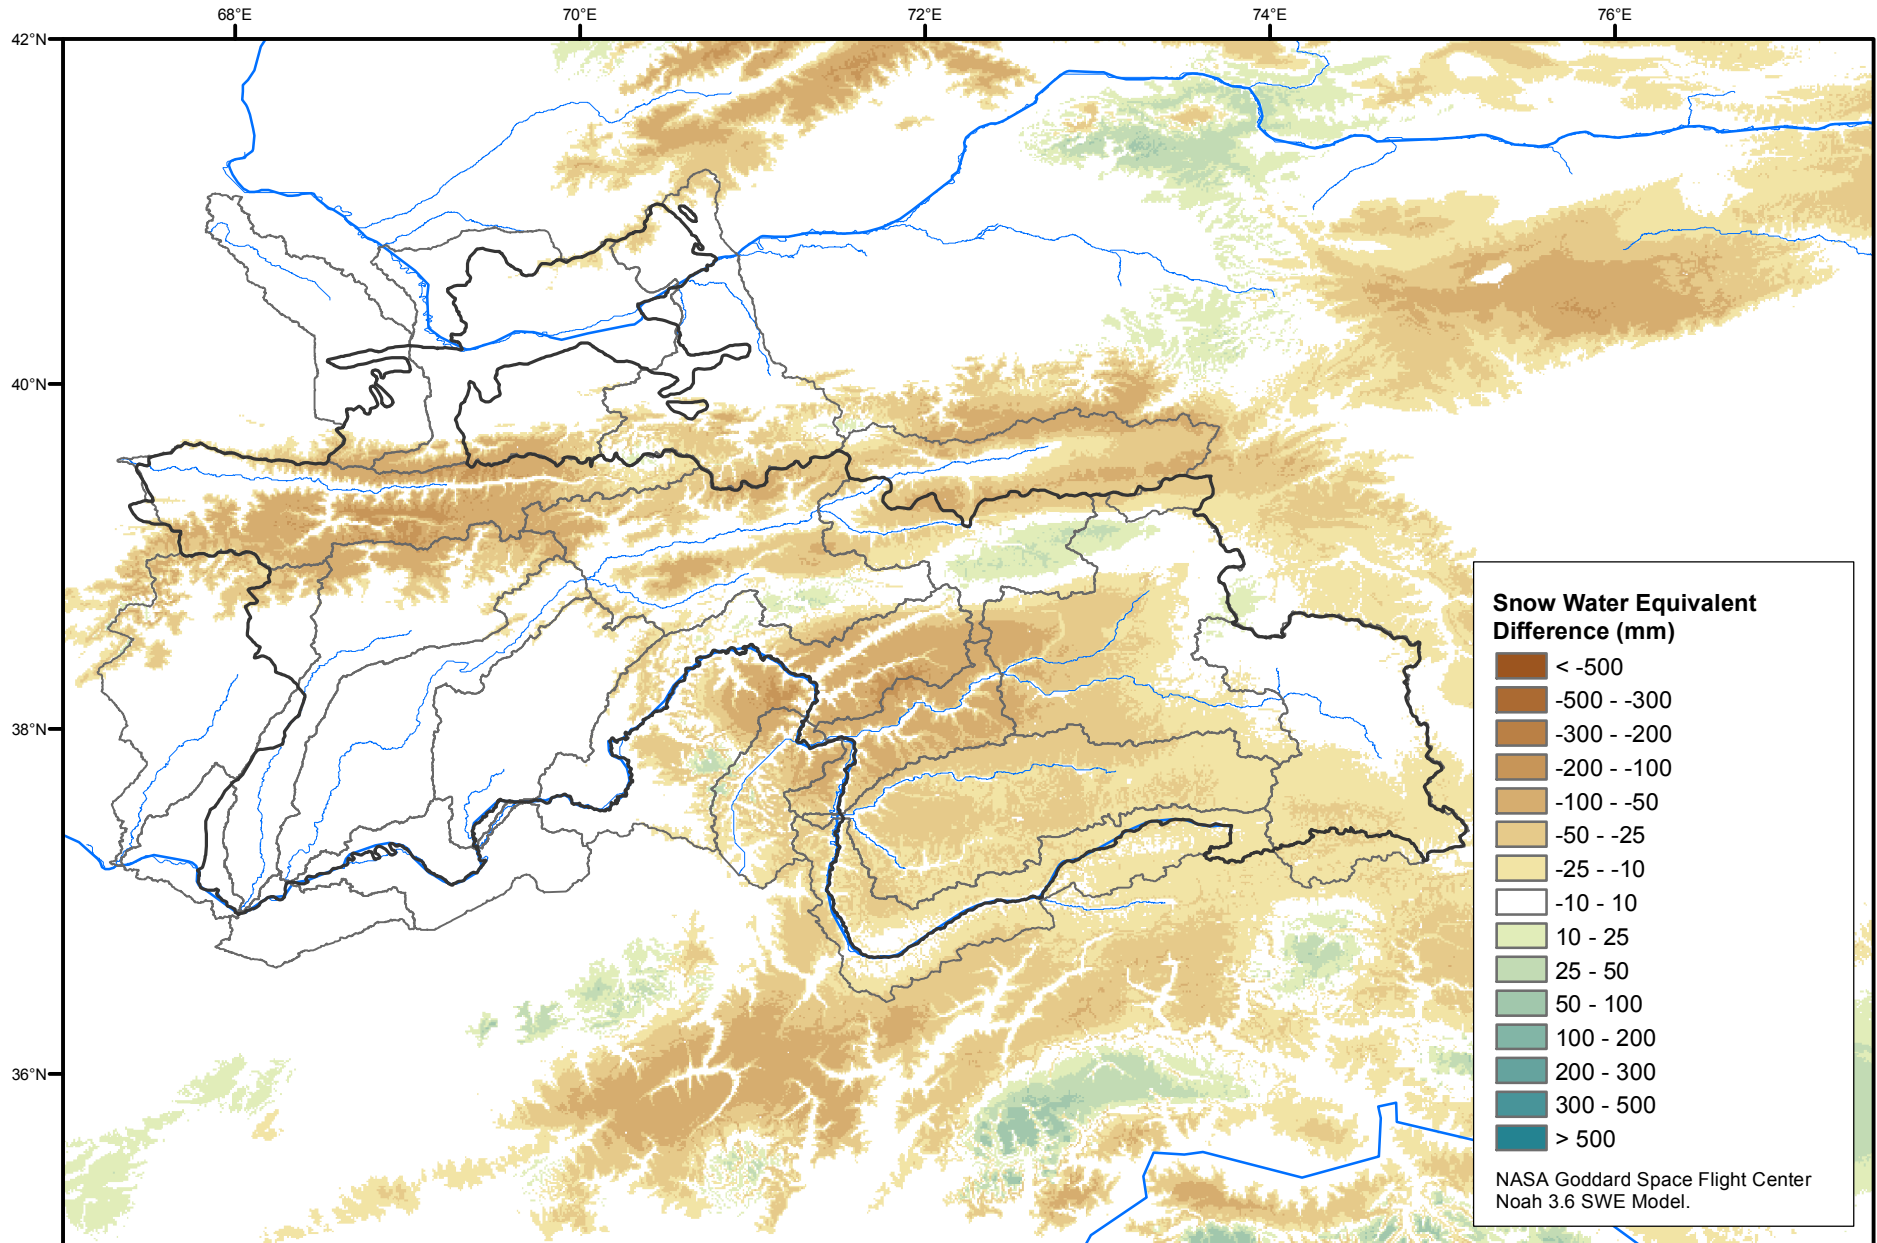 68°E
70°E
72°E
74°E
76°E
42°N
40°N
38°N
36°N
Snow Water Equivalent
Difference (mm)
< -500
-500 - -300
-300 - -200
-200 - -100
-100 - -50
-50 - -25
-25 - -10
-10 - 10
10 - 25
25 - 50
50 - 100
100 - 200
200 - 300
300 - 500
> 500
NASA Goddard Space Flight Center
Noah 3.6 SWE Model.